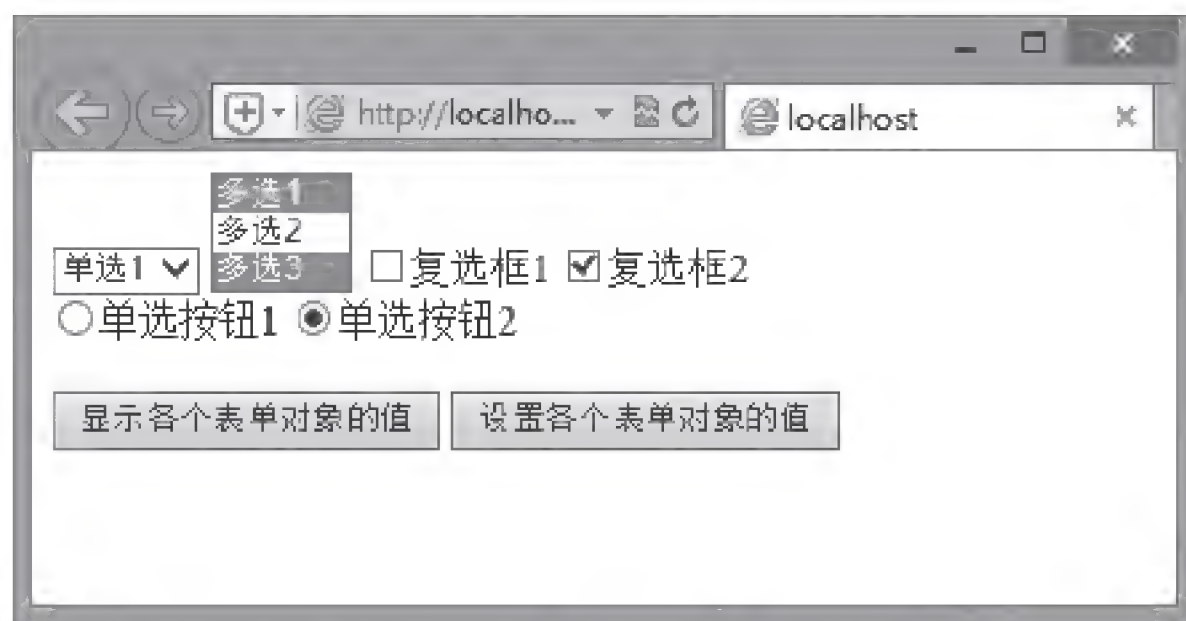 http://localho...
localhost
多选1
多选2
单选1 多选3 复选框1 复选框2
单选按钮1 单选按钮2
显示各个表单对象的值 设置各个表单对象的值